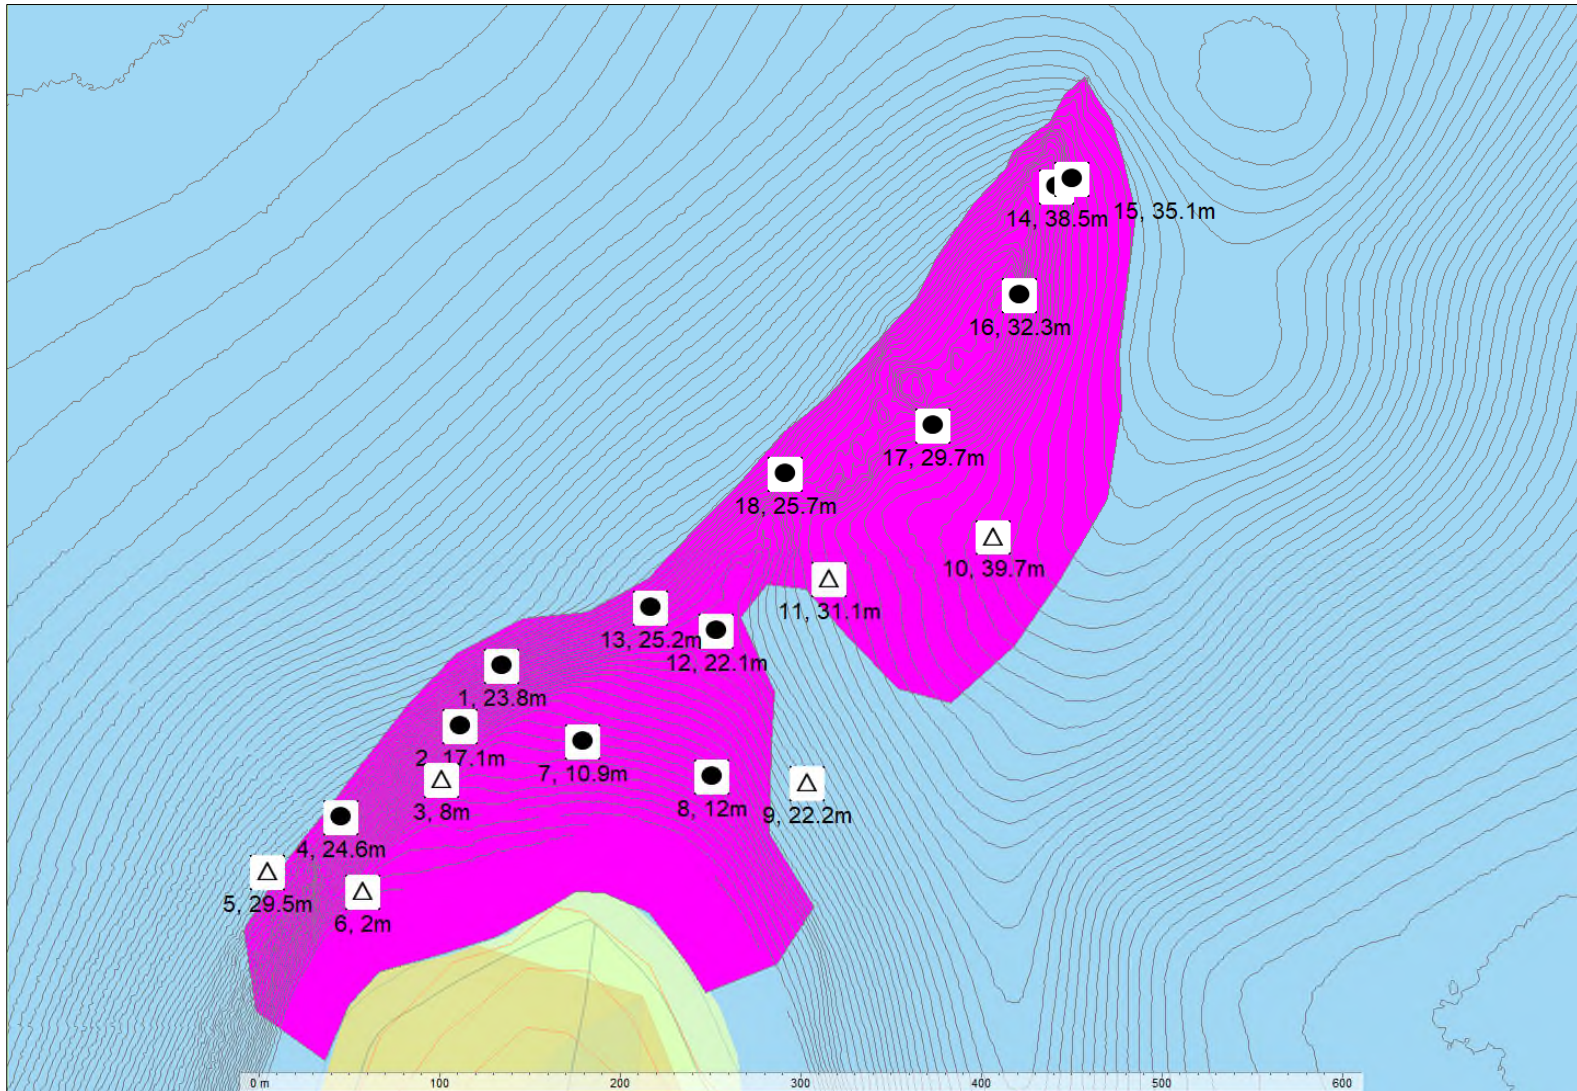 15, 35.1m
14, 38.5m
16, 32.3m
17, 29.7m
18, 25.7m
10, 39.7m
11, 31.1m
13, 25.2m
12, 22.1m
1, 23.8m
2, 17.1m
7, 10.9m
3, 8m
8, 12m
9, 22.2m
4, 24.6m
5, 29.5m
6, 2m
0 m 100 200 300 400 500 600